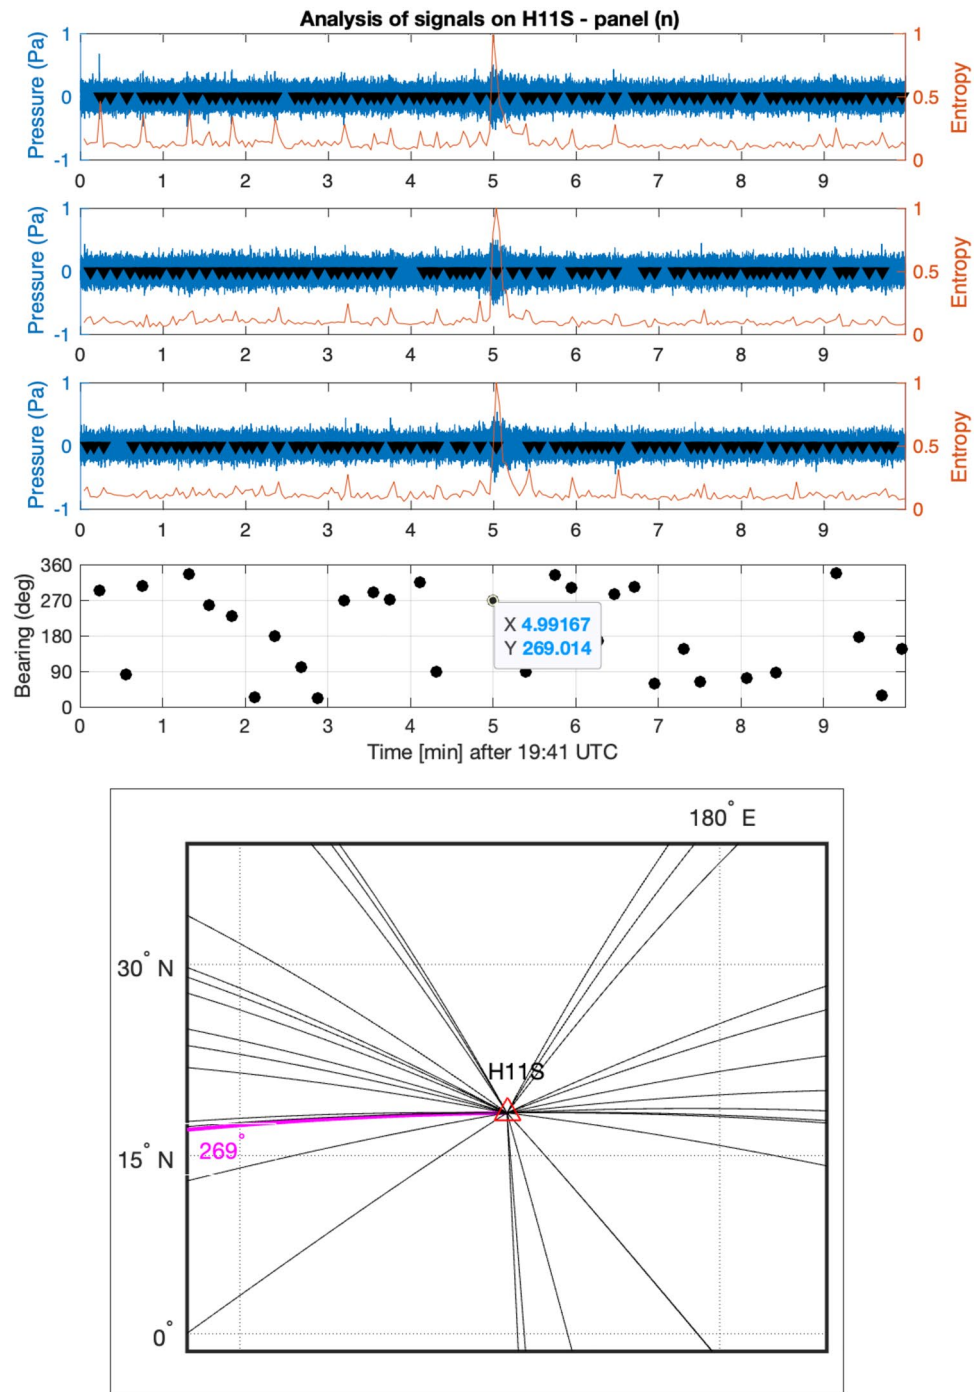 Analysis of signals on H11S - panel (n)
1 1
Pressure (Pa) 0 0.5 Entropy
-1 0
0 1 2 3 4 5 6 7 8 9
1 1
Pressure (Pa) 0 0.5 Entropy
-1 0
0 1 2 3 4 5 6 7 8 9
1 1
Pressure (Pa) 0 0.5 Entropy
-1 0
0 1 2 3 4 5 6 7 8 9
Bearing (deg)
360
270
X 4.99167
180
Y 269.014
90
0
0 1 2 3 4 5 6 7 8 9
Time [min] after 19:41 UTC
180° E
30° N
H11S
15° N
269°
0°